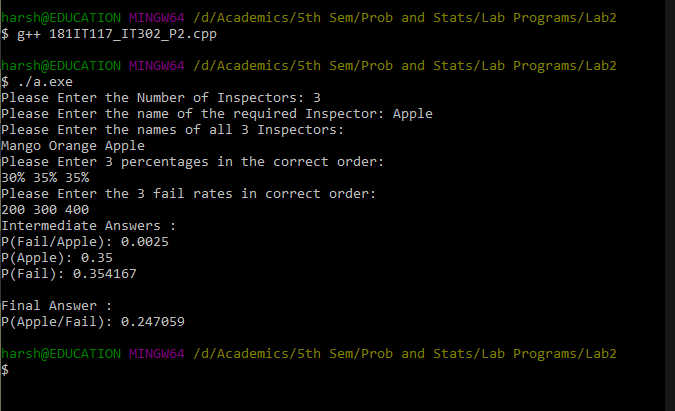 harsh@EDUCATION MINGW64 /d/Academics/5th Sem/Prob and Stats/Lab Programs/Lab2
$ g++ 181IT117_IT302_P2.cpp
harsh@EDUCATION MINGW64 /d/Academics/5th Sem/Prob and Stats/Lab Programs/Lab2
$ ./a.exe
Please Enter the Number of Inspectors: 3
Please Enter the name of the required Inspector: Apple
Please Enter the names of all 3 Inspectors:
Mango Orange Apple
Please Enter 3 percentages in the correct order:
30% 35% 35%
Please Enter the 3 fail rates in correct order:
200 300 400
Intermediate Answers :
P(Fail/Apple): 0.0025
P(Apple): 0.35
P(Fail): 0.354167
Final Answer :
P(Apple/Fail): 0.247059
harsh@EDUCATION MINGW64 /d/Academics/5th Sem/Prob and Stats/Lab Programs/Lab2
$